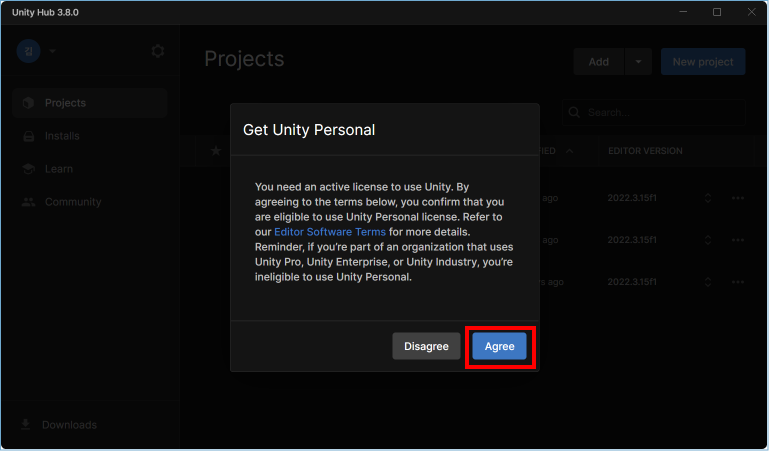 Unity Hub 3.8.0
김
Projects
Add
New project
Projects
Search...
Installs
Get Unity Personal
EDITOR VERSION
Learn
You need an active license to use Unity. By
agreeing to the terms below, you confirm that you
are eligible to use Unity Personal license. Refer to
our Editor Software Terms for more details.
Reminder, if you're part of an organization that uses
Unity Pro, Unity Enterprise, or Unity Industry, you're
ineligible to use Unity Personal.
ago
2022.3.15f1
Community
ago
2022.3.15f1
ago
2022.3.15f1
Disagree
Agree
Downloads